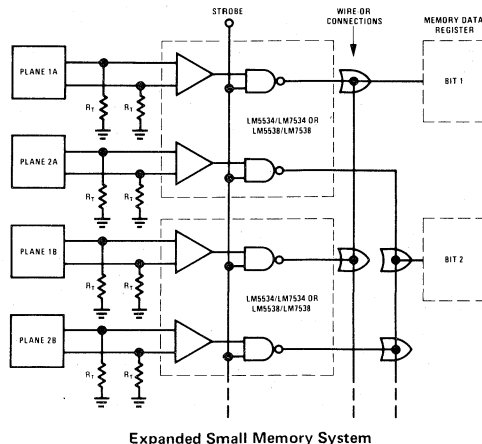 STROBE
WIRE-OR
CONNECTIONS
MEMORY DATA
REGISTER
PLANE 1A
BIT 1
RT
RT
LM5534/LM7534 OR
LM5538/LM7538
PLANE 2A
RT
RT
PLANE 1B
BIT 2
RT
RT
LM5534/LM7534 OR
LM5538/LM7538
PLANE 2B
RT
RT
Expanded Small Memory System